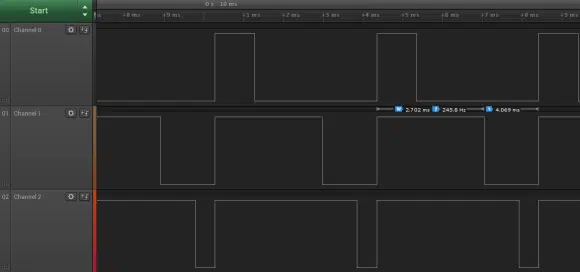 Start
0 s : 18 ms
+8 ms +9 ms +1 ms +2 ms +3 ms +4 ms +5 ms +6 ms +7 ms +8 ms +9 ms
00 Channel 0
W 2.702 ms F 245.8 Hz T 4.069 ms
01 Channel 1
02 Channel 2